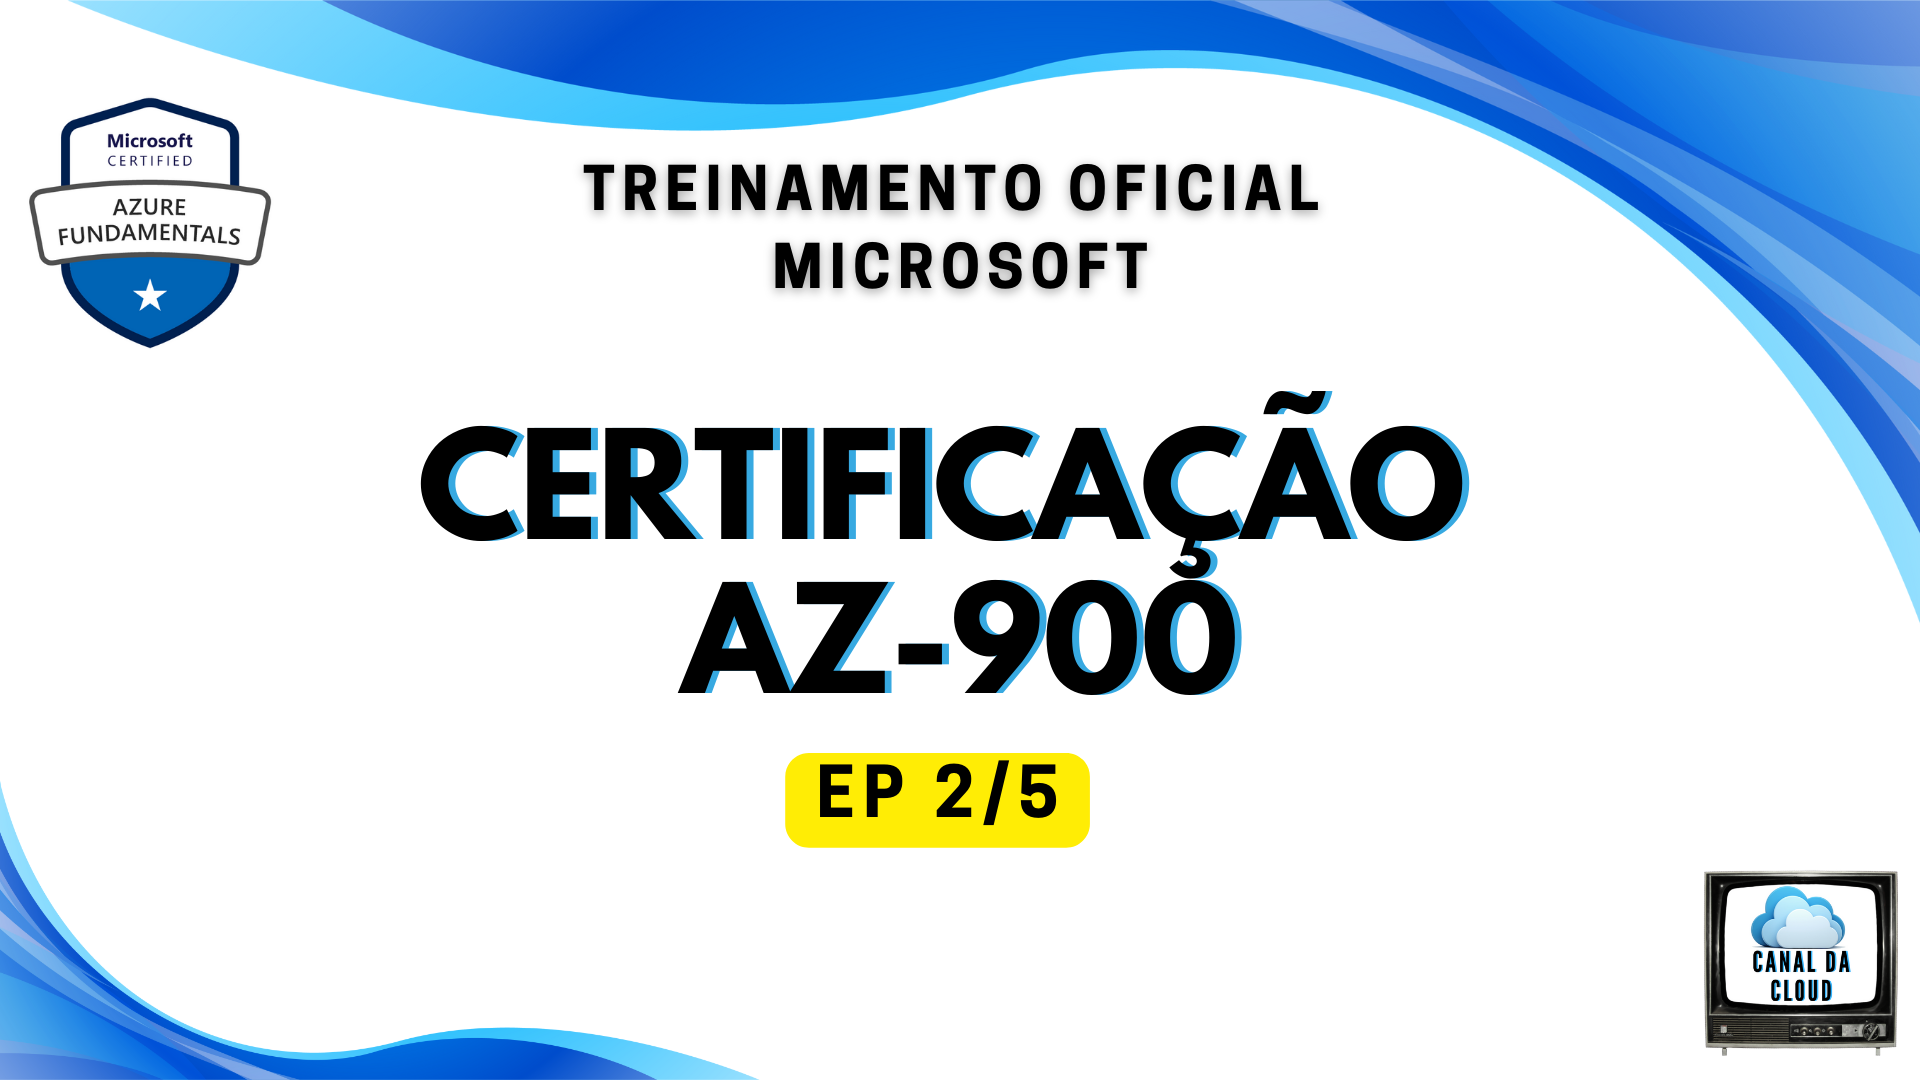 Microsoft
CERTIFIED
AZURE
FUNDAMENTALS
TREINAMENTO OFICIAL
MICROSOFT
CERTIFICAÇÃO
AZ-900
EP 2/5
CANAL DA
CLOUD